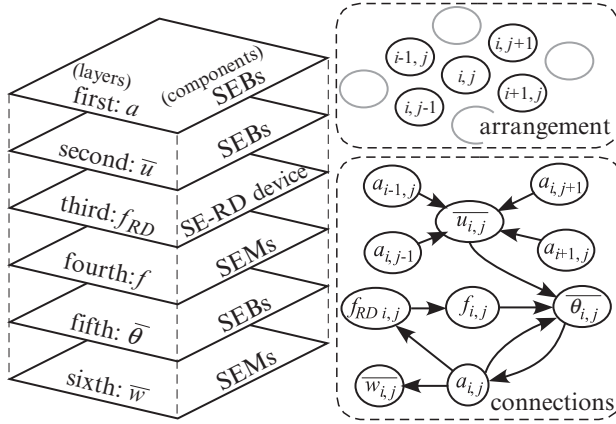 (layers)
(components)
first: a
SEBs
second: u̅
SEBs
third: f_RD
SE-RD device
fourth: f
SEMs
fifth: θ̅
SEBs
sixth: w̅
SEMs
i-1, j
i, j+1
i, j
i, j-1
i+1, j
arrangement
a_i-1, j
a_i, j+1
u̅_i, j
a_i, j-1
a_i+1, j
f_RD i, j
f_i, j
θ̅_i, j
w̅_i, j
a_i, j
connections